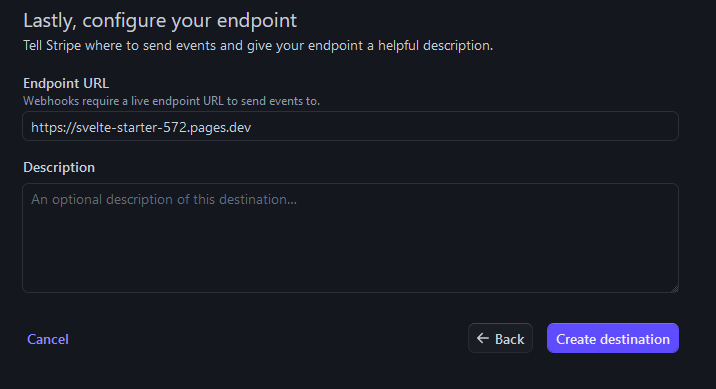 Lastly, configure your endpoint
Tell Stripe where to send events and give your endpoint a helpful description.
Endpoint URL
Webhooks require a live endpoint URL to send events to.
https://svelte-starter-572.pages.dev
Description
An optional description of this destination...
Cancel
← Back
Create destination